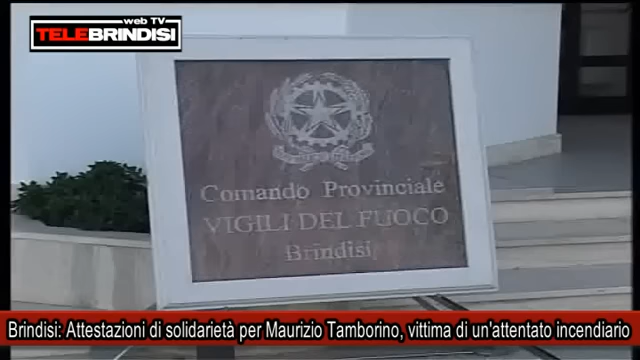 web TV
TELEBRINDISI
Comando Provinciale
VIGILI DEL FUOCO
Brindisi
Brindisi: Attestazioni di solidarietà per Maurizio Tamborino, vittima di un'attentato incendiario